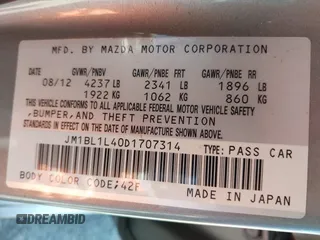 MFD. BY MAZDA MOTOR CORPORATION
GVWR/PNBV GAWR/PNBE FRT GAWR/PNBE RR
08/12 4237 LB 2341 LB 1896 LB
1922 KG 1062 KG 860 KG
THIS VEHICLE CONFORMS TO ALL
APPLICABLE FEDERAL MOTOR VEHICLE SAFETY,
BUMPER, AND THEFT PREVENTION
STANDARDS IN EFFECT ON THE
DATE OF MANUFACTURE SHOWN ABOVE.
JM1BL1L40D1707314 TYPE: PASS CAR
BODY COLOR CODE; 42F MADE IN JAPAN
DREAMBID